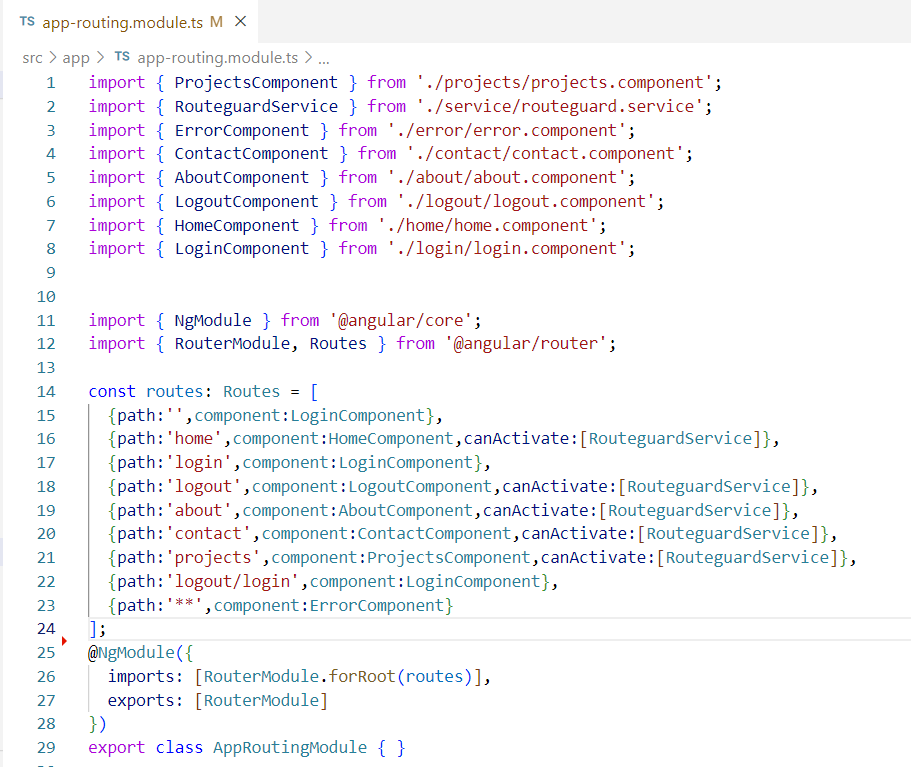 TS app-routing.module.ts M ×
src > app > TS app-routing.module.ts > ...
1 import { ProjectsComponent } from './projects/projects.component';
2 import { RouteguardService } from './service/routeguard.service';
3 import { ErrorComponent } from './error/error.component';
4 import { ContactComponent } from './contact/contact.component';
5 import { AboutComponent } from './about/about.component';
6 import { LogoutComponent } from './logout/logout.component';
7 import { HomeComponent } from './home/home.component';
8 import { LoginComponent } from './login/login.component';
9
10
11 import { NgModule } from '@angular/core';
12 import { RouterModule, Routes } from '@angular/router';
13
14 const routes: Routes = [
15   {path:'',component:LoginComponent},
16   {path:'home',component:HomeComponent,canActivate:[RouteguardService]},
17   {path:'login',component:LoginComponent},
18   {path:'logout',component:LogoutComponent,canActivate:[RouteguardService]},
19   {path:'about',component:AboutComponent,canActivate:[RouteguardService]},
20   {path:'contact',component:ContactComponent,canActivate:[RouteguardService]},
21   {path:'projects',component:ProjectsComponent,canActivate:[RouteguardService]},
22   {path:'logout/login',component:LoginComponent},
23   {path:'**',component:ErrorComponent}
24 ];
25 @NgModule({
26   imports: [RouterModule.forRoot(routes)],
27   exports: [RouterModule]
28 })
29 export class AppRoutingModule { }